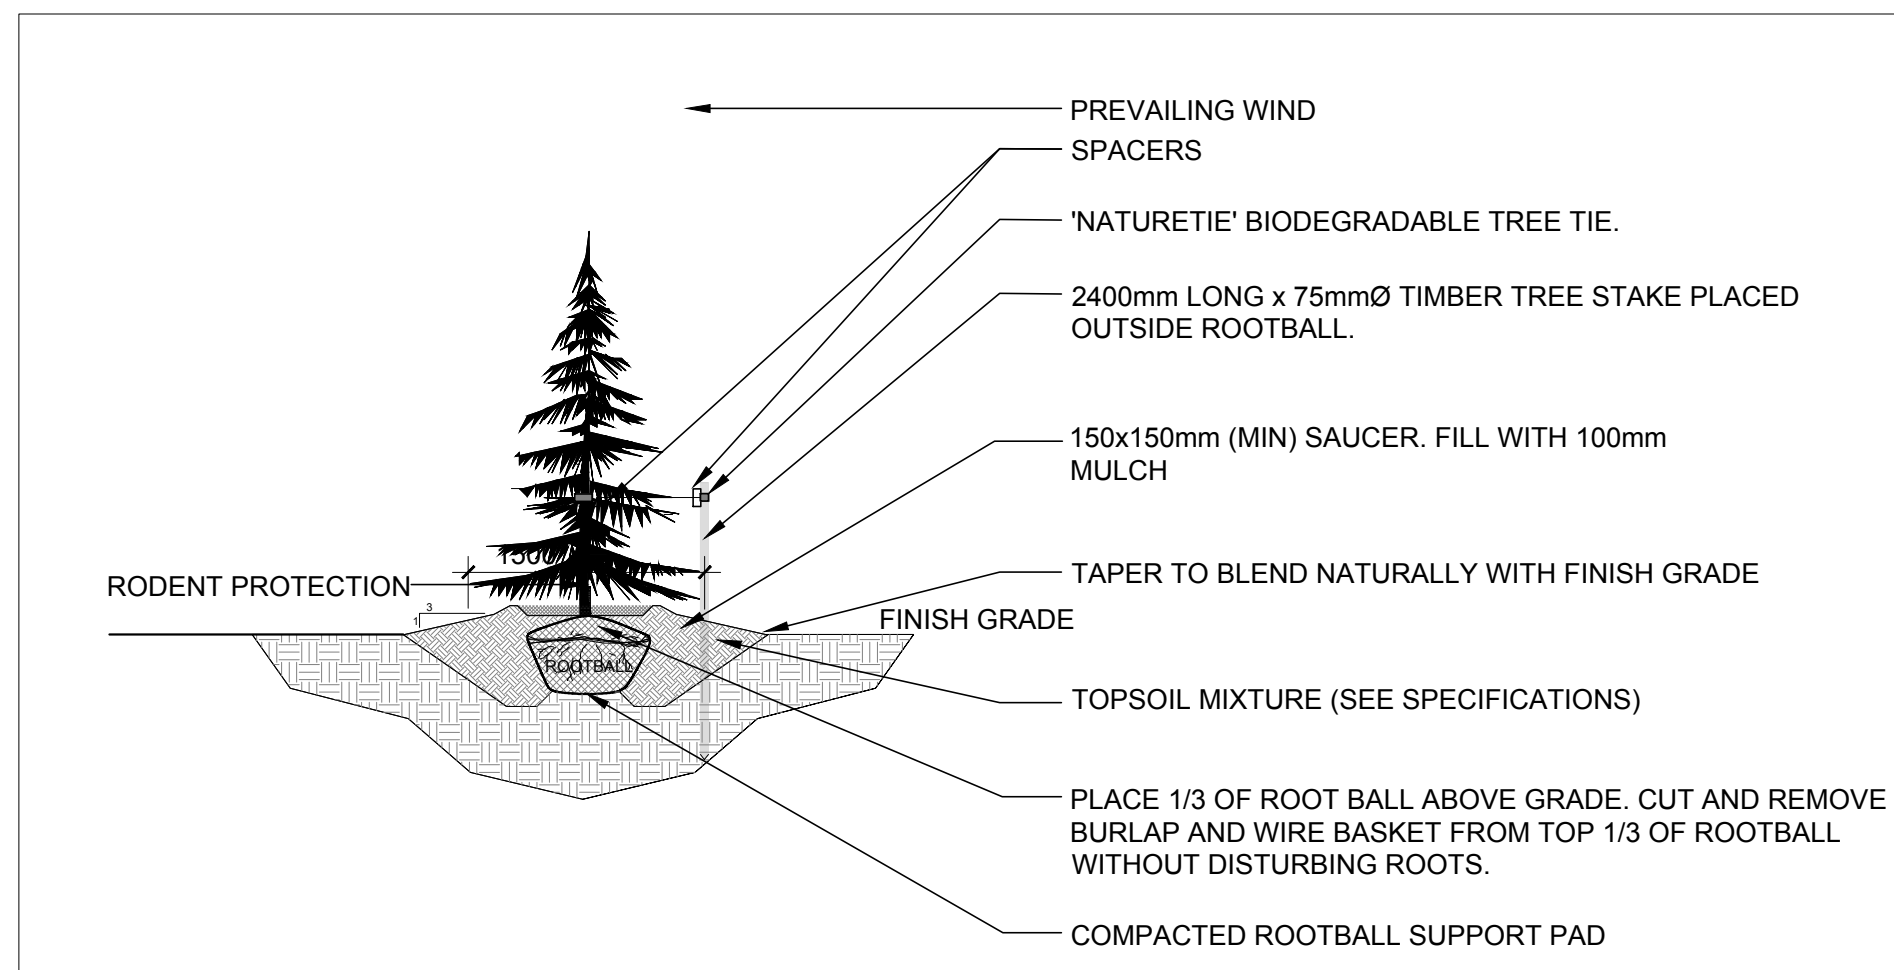 PREVAILING WIND
SPACERS
'NATURETIE' BIODEGRADABLE TREE TIE.
2400mm LONG x 75mmØ TIMBER TREE STAKE PLACED
OUTSIDE ROOTBALL.
150x150mm (MIN) SAUCER. FILL WITH 100mm
MULCH
1500
RODENT PROTECTION
TAPER TO BLEND NATURALLY WITH FINISH GRADE
3
1
FINISH GRADE
ROOTBALL
TOPSOIL MIXTURE (SEE SPECIFICATIONS)
PLACE 1/3 OF ROOT BALL ABOVE GRADE. CUT AND REMOVE
BURLAP AND WIRE BASKET FROM TOP 1/3 OF ROOTBALL
WITHOUT DISTURBING ROOTS.
COMPACTED ROOTBALL SUPPORT PAD